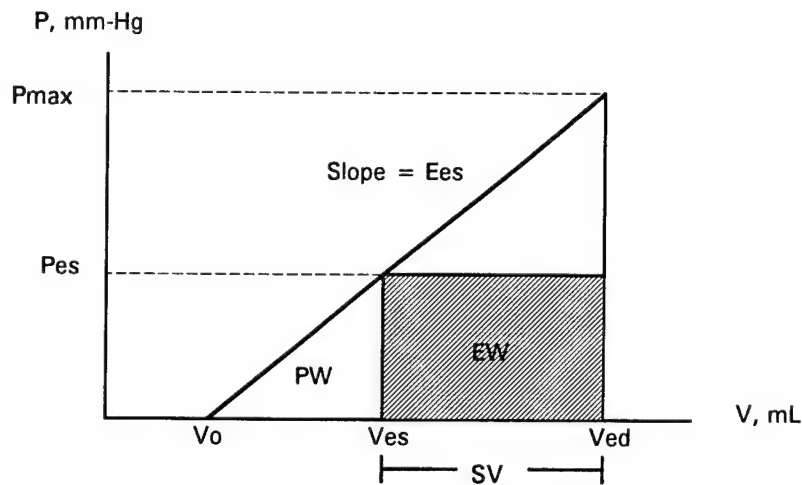 P, mm-Hg
Pmax
Slope = Ees
Pes
PW
EW
V, mL
Vo
Ves
Ved
SV